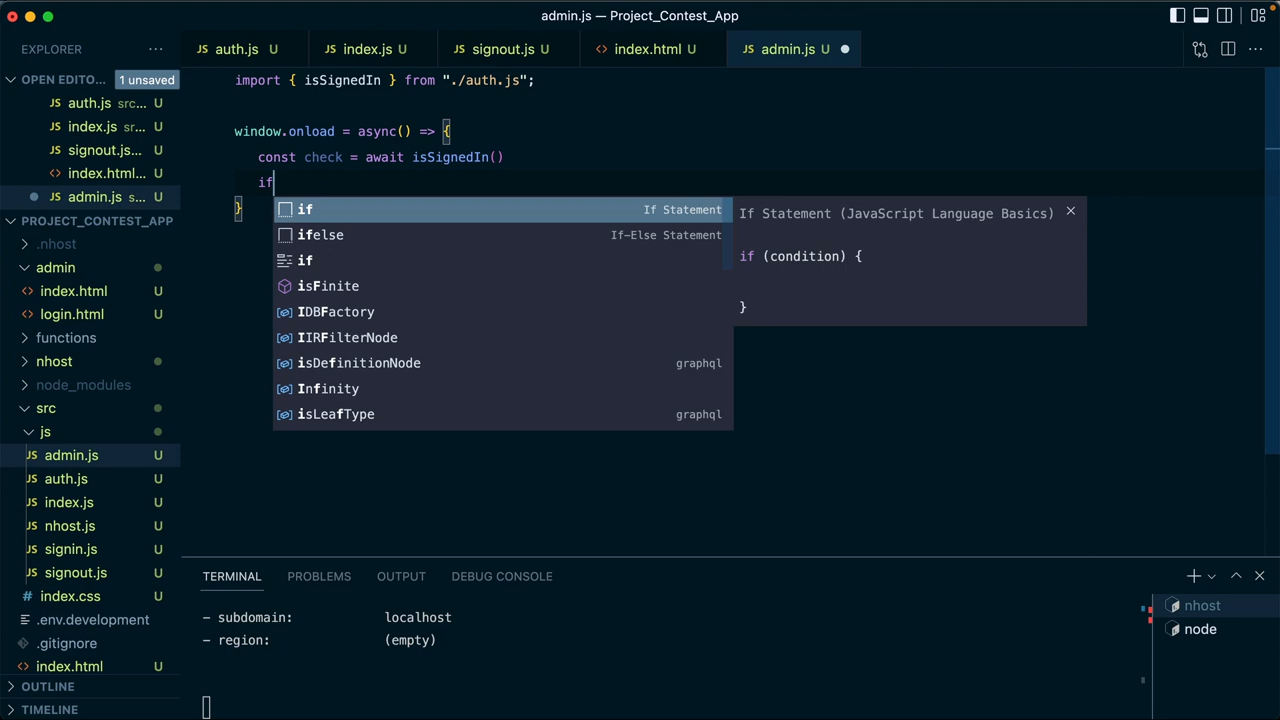 admin.js — Project_Contest_App
EXPLORER ···
JS auth.js U
JS index.js U
JS signout.js U
<> index.html U
JS admin.js U
···
OPEN EDITO... 1 unsaved
JS auth.js src... U
JS index.js sr... U
JS signout.js... U
<> index.html... U
JS admin.js s... U
PROJECT_CONTEST_APP
.nhost
admin
<> index.html U
<> login.html U
functions
nhost
node_modules
src
js
JS admin.js U
JS auth.js U
JS index.js U
JS nhost.js U
JS signin.js U
JS signout.js U
# index.css U
.env.development U
.gitignore U
<> index.html U
OUTLINE
TIMELINE
import { isSignedIn } from "./auth.js";
window.onload = async() => {
const check = await isSignedIn()
if
}
if If Statement
ifelse If-Else Statement
if
isFinite
IDBFactory
IIRFilterNode
isDefinitionNode graphql
Infinity
isLeafType graphql
If Statement (JavaScript Language Basics)
if (condition) {
}
TERMINAL PROBLEMS OUTPUT DEBUG CONSOLE
- subdomain: localhost
- region: (empty)
nhost
node